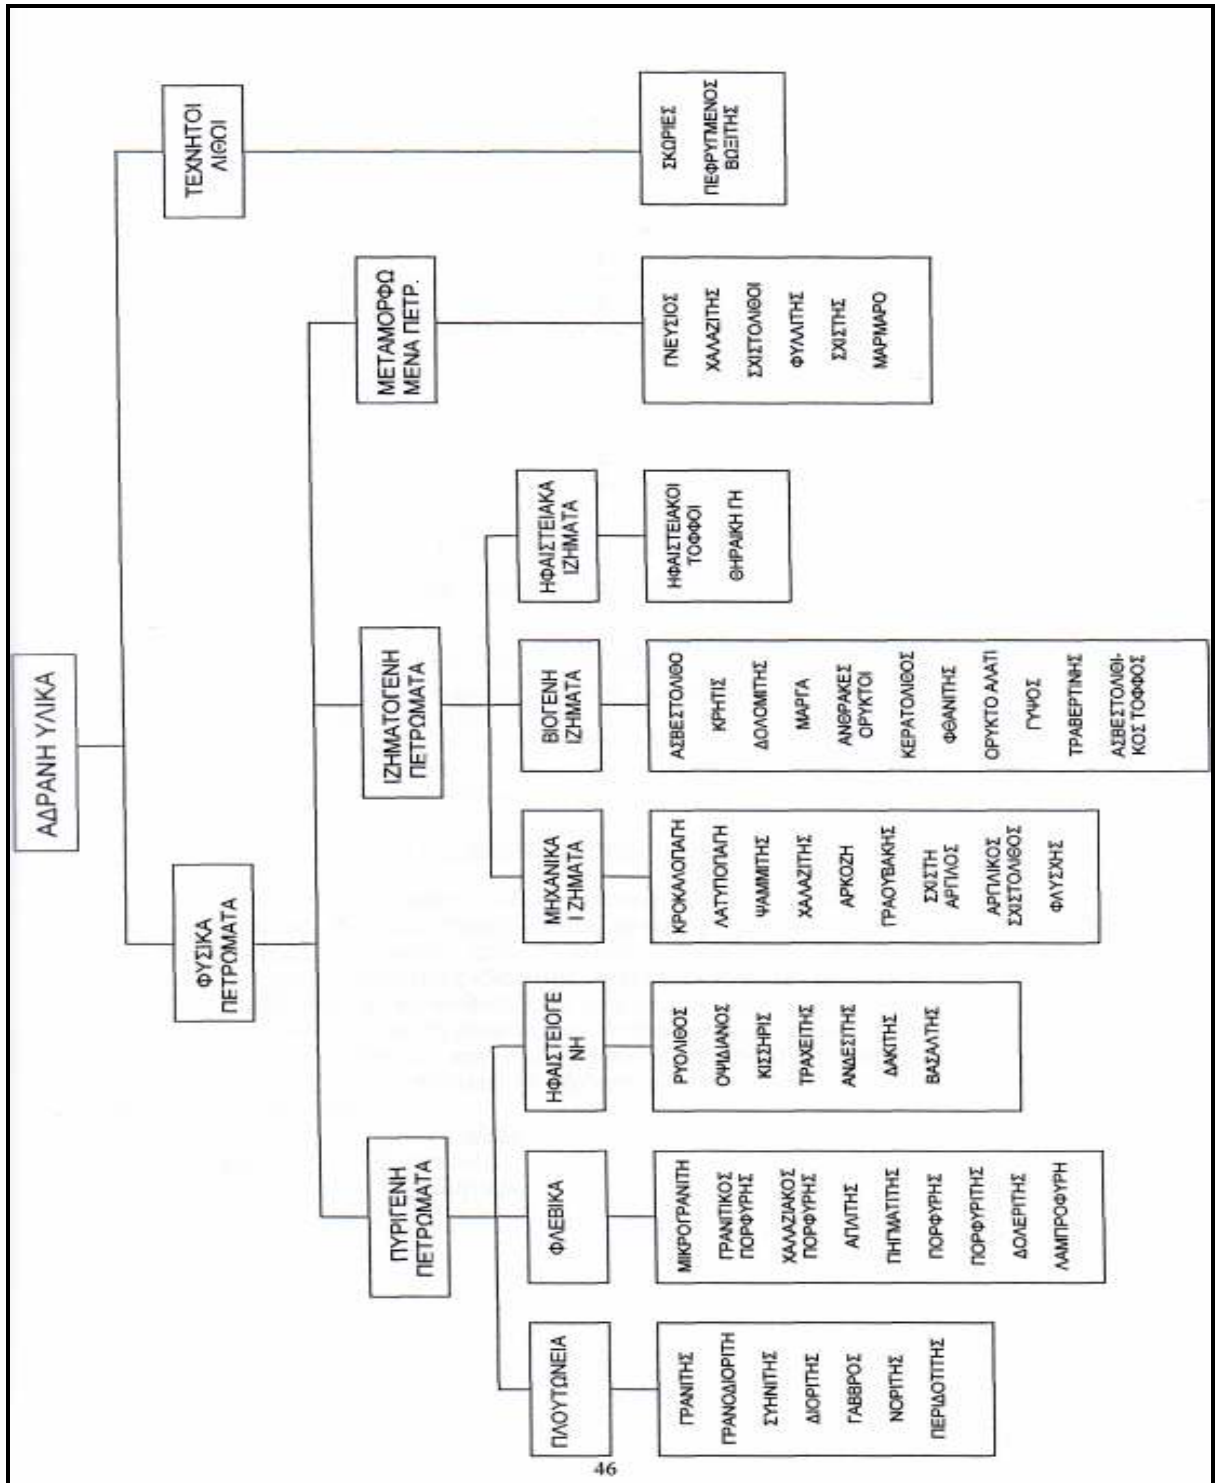 ΑΔΡΑΝΗ ΥΛΙΚΑ
ΦΥΣΙΚΑ
ΠΕΤΡΩΜΑΤΑ
ΤΕΧΝΗΤΟΙ
ΛΙΘΟΙ
ΠΥΡΙΓΕΝΗ
ΠΕΤΡΩΜΑΤΑ
ΙΖΗΜΑΤΟΓΕΝΗ
ΠΕΤΡΩΜΑΤΑ
ΜΕΤΑΜΟΡΦΩ
ΜΕΝΑ ΠΕΤΡ.
ΠΛΟΥΤΩΝΕΙΑ
ΦΛΕΒΙΚΑ
ΗΦΑΙΣΤΕΙΟΓΕ
ΝΗ
ΜΗΧΑΝΙΚΑ
Ι ΖΗΜΑΤΑ
ΒΙΟΓΕΝΗ
ΙΖΗΜΑΤΑ
ΗΦΑΙΣΤΕΙΑΚΑ
ΙΖΗΜΑΤΑ
ΓΡΑΝΙΤΗΣ
ΓΡΑΝΟΔΙΟΡΙΤΗ
ΣΥΗΝΙΤΗΣ
ΔΙΟΡΙΤΗΣ
ΓΑΒΒΡΟΣ
ΝΟΡΙΤΗΣ
ΠΕΡΙΔΟΤΙΤΗΣ
ΜΙΚΡΟΓΡΑΝΙΤΗ
ΓΡΑΝΙΤΙΚΟΣ
ΠΟΡΦΥΡΗΣ
ΧΑΛΑΖΙΑΚΟΣ
ΠΟΡΦΥΡΗΣ
ΑΠΛΙΤΗΣ
ΠΗΓΜΑΤΙΤΗΣ
ΠΟΡΦΥΡΗΣ
ΠΟΡΦΥΡΙΤΗΣ
ΔΟΛΕΡΙΤΗΣ
ΛΑΜΠΡΟΦΥΡΗ
ΡΥΟΛΙΘΟΣ
ΟΨΙΔΙΑΝΟΣ
ΚΙΣΣΗΡΙΣ
ΤΡΑΧΕΙΤΗΣ
ΑΝΔΕΣΙΤΗΣ
ΔΑΚΙΤΗΣ
ΒΑΣΑΛΤΗΣ
ΚΡΟΚΑΛΟΠΑΓΗ
ΛΑΤΥΠΟΠΑΓΗ
ΨΑΜΜΙΤΗΣ
ΧΑΛΑΖΙΤΗΣ
ΑΡΚΟΖΗ
ΓΡΑΟΥΒΑΚΗΣ
ΣΧΙΣΤΗ
ΑΡΓΙΛΟΣ
ΑΡΓΙΛΙΚΟΣ
ΣΧΙΣΤΟΛΙΘΟΣ
ΦΛΥΣΧΗΣ
ΑΣΒΕΣΤΟΛΙΘΟ
ΚΡΗΤΙΣ
ΔΟΛΟΜΙΤΗΣ
ΜΑΡΓΑ
ΑΝΘΡΑΚΕΣ
ΟΡΥΚΤΟΙ
ΚΕΡΑΤΟΛΙΘΟΣ
ΦΘΑΝΙΤΗΣ
ΟΡΥΚΤΟ ΑΛΑΤΙ
ΓΥΨΟΣ
ΤΡΑΒΕΡΤΙΝΗΣ
ΑΣΒΕΣΤΟΛΙΘΙ-
ΚΟΣ ΤΟΦΦΟΣ
ΗΦΑΙΣΤΕΙΑΚΟΙ
ΤΟΦΦΟΙ
ΘΗΡΑΙΚΗ ΓΗ
ΓΝΕΥΣΙΟΣ
ΧΑΛΑΖΙΤΗΣ
ΣΧΙΣΤΟΛΙΘΟΙ
ΦΥΛΛΙΤΗΣ
ΣΧΙΣΤΗΣ
ΜΑΡΜΑΡΟ
ΣΚΩΡΙΕΣ
ΠΕΦΡΥΓΜΕΝΟΣ
ΒΩΞΙΤΗΣ
46